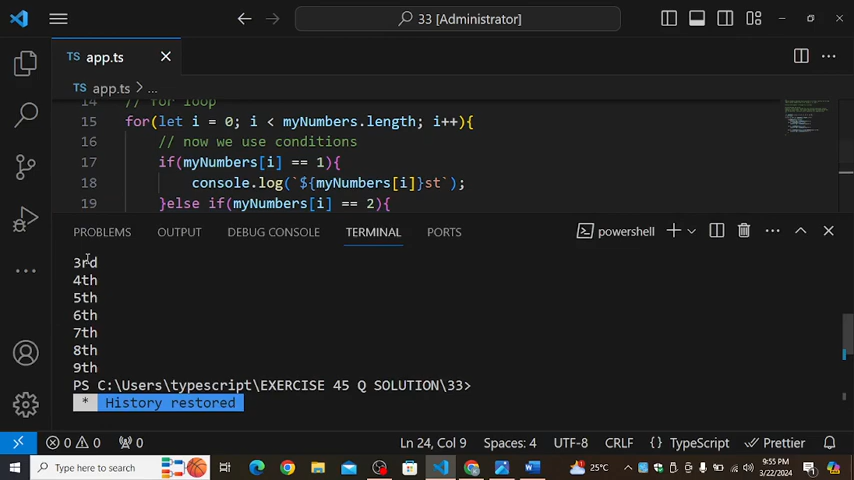 33 [Administrator]
TS app.ts
TS app.ts > ...
14 // for loop
15 for(let i = 0; i < myNumbers.length; i++){
16 // now we use conditions
17 if(myNumbers[i] == 1){
18 console.log(`${myNumbers[i]}st`);
19 }else if(myNumbers[i] == 2){
PROBLEMS OUTPUT DEBUG CONSOLE TERMINAL PORTS powershell
3rd
4th
5th
6th
7th
8th
9th
PS C:\Users\typescript\EXERCISE 45 Q SOLUTION\33>
* History restored
0 0 0 Ln 24, Col 9 Spaces: 4 UTF-8 CRLF {} TypeScript Prettier
Type here to search 25°C 9:55 PM
3/22/2024